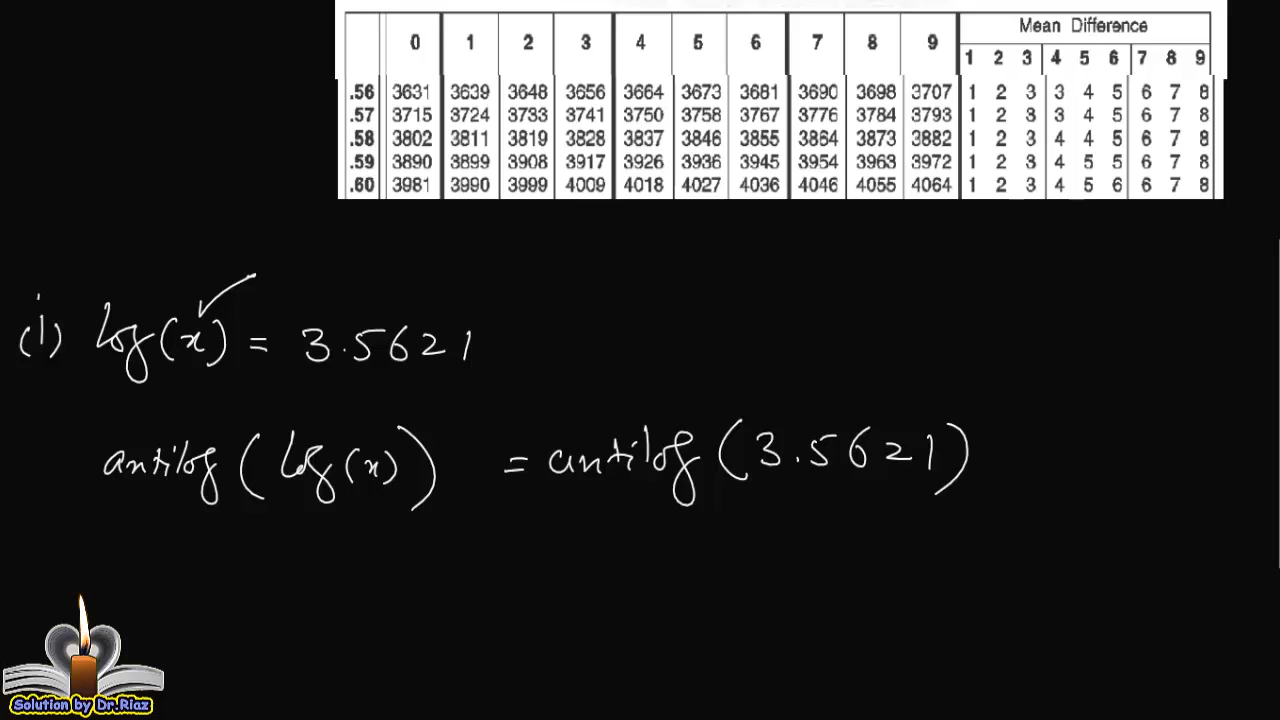 Mean Difference
0 1 2 3 4 5 6 7 8 9 1 2 3 4 5 6 7 8 9
.56 3631 3639 3648 3656 3664 3673 3681 3690 3698 3707 1 2 3 3 4 5 6 7 8
.57 3715 3724 3733 3741 3750 3758 3767 3776 3784 3793 1 2 3 3 4 5 6 7 8
.58 3802 3811 3819 3828 3837 3846 3855 3864 3873 3882 1 2 3 4 4 5 6 7 8
.59 3890 3899 3908 3917 3926 3936 3945 3954 3963 3972 1 2 3 4 5 5 6 7 8
.60 3981 3990 3999 4009 4018 4027 4036 4046 4055 4064 1 2 3 4 5 6 6 7 8
(i) log(x) = 3.5621
antilog(log(x)) = antilog(3.5621)
Solution by Dr.Riaz